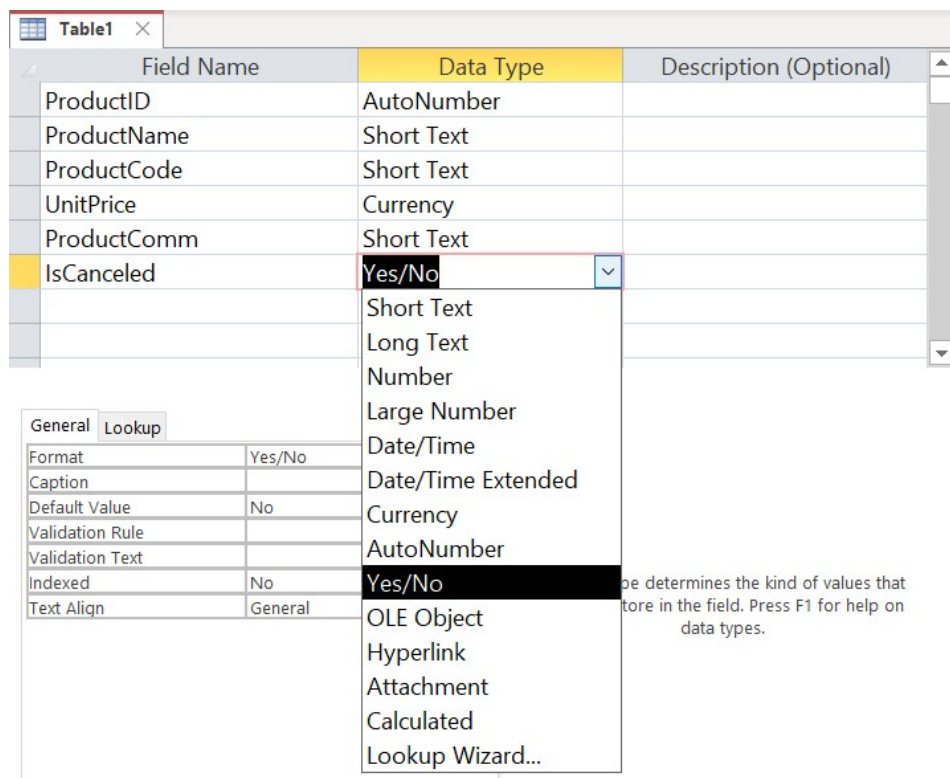 Table1
Field Name Data Type Description (Optional)
ProductID AutoNumber
ProductName Short Text
ProductCode Short Text
UnitPrice Currency
ProductComm Short Text
IsCanceled Yes/No
Short Text
Long Text
Number
Large Number
Date/Time
Date/Time Extended
Currency
AutoNumber
Yes/No
OLE Object
Hyperlink
Attachment
Calculated
Lookup Wizard...
General Lookup
Format Yes/No
Caption
Default Value No
Validation Rule
Validation Text
Indexed No
Text Align General
determines the kind of values that
in the field. Press F1 for help on
data types.